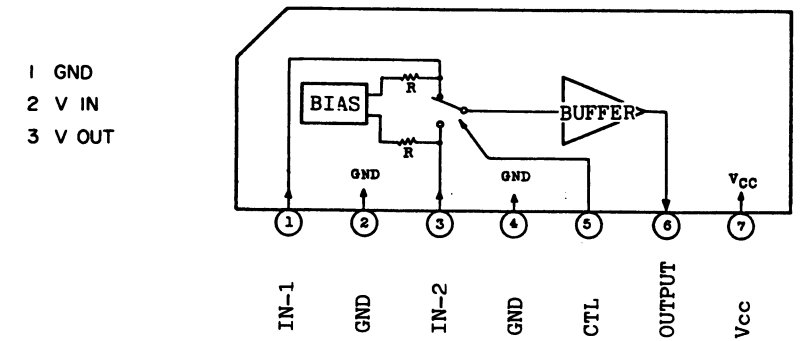 1 GND
2 V IN
3 V OUT
BIAS
R
R
BUFFER
GND
GND
VCC
1
2
3
4
5
6
7
IN-1
GND
IN-2
GND
CTL
OUTPUT
Vcc